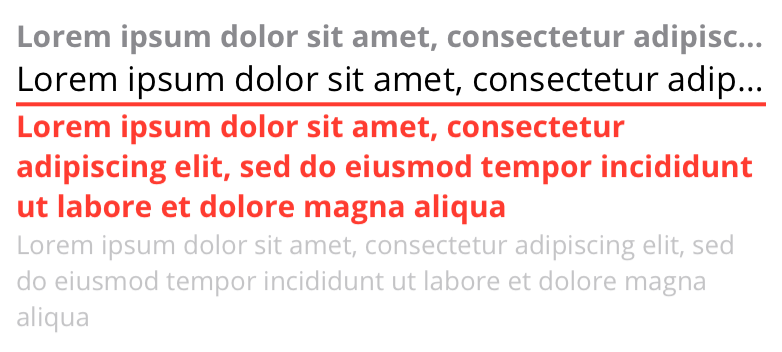 Lorem ipsum dolor sit amet, consectetur adipisc...
Lorem ipsum dolor sit amet, consectetur adip...
Lorem ipsum dolor sit amet, consectetur
adipiscing elit, sed do eiusmod tempor incididunt
ut labore et dolore magna aliqua
Lorem ipsum dolor sit amet, consectetur adipiscing elit, sed
do eiusmod tempor incididunt ut labore et dolore magna
aliqua